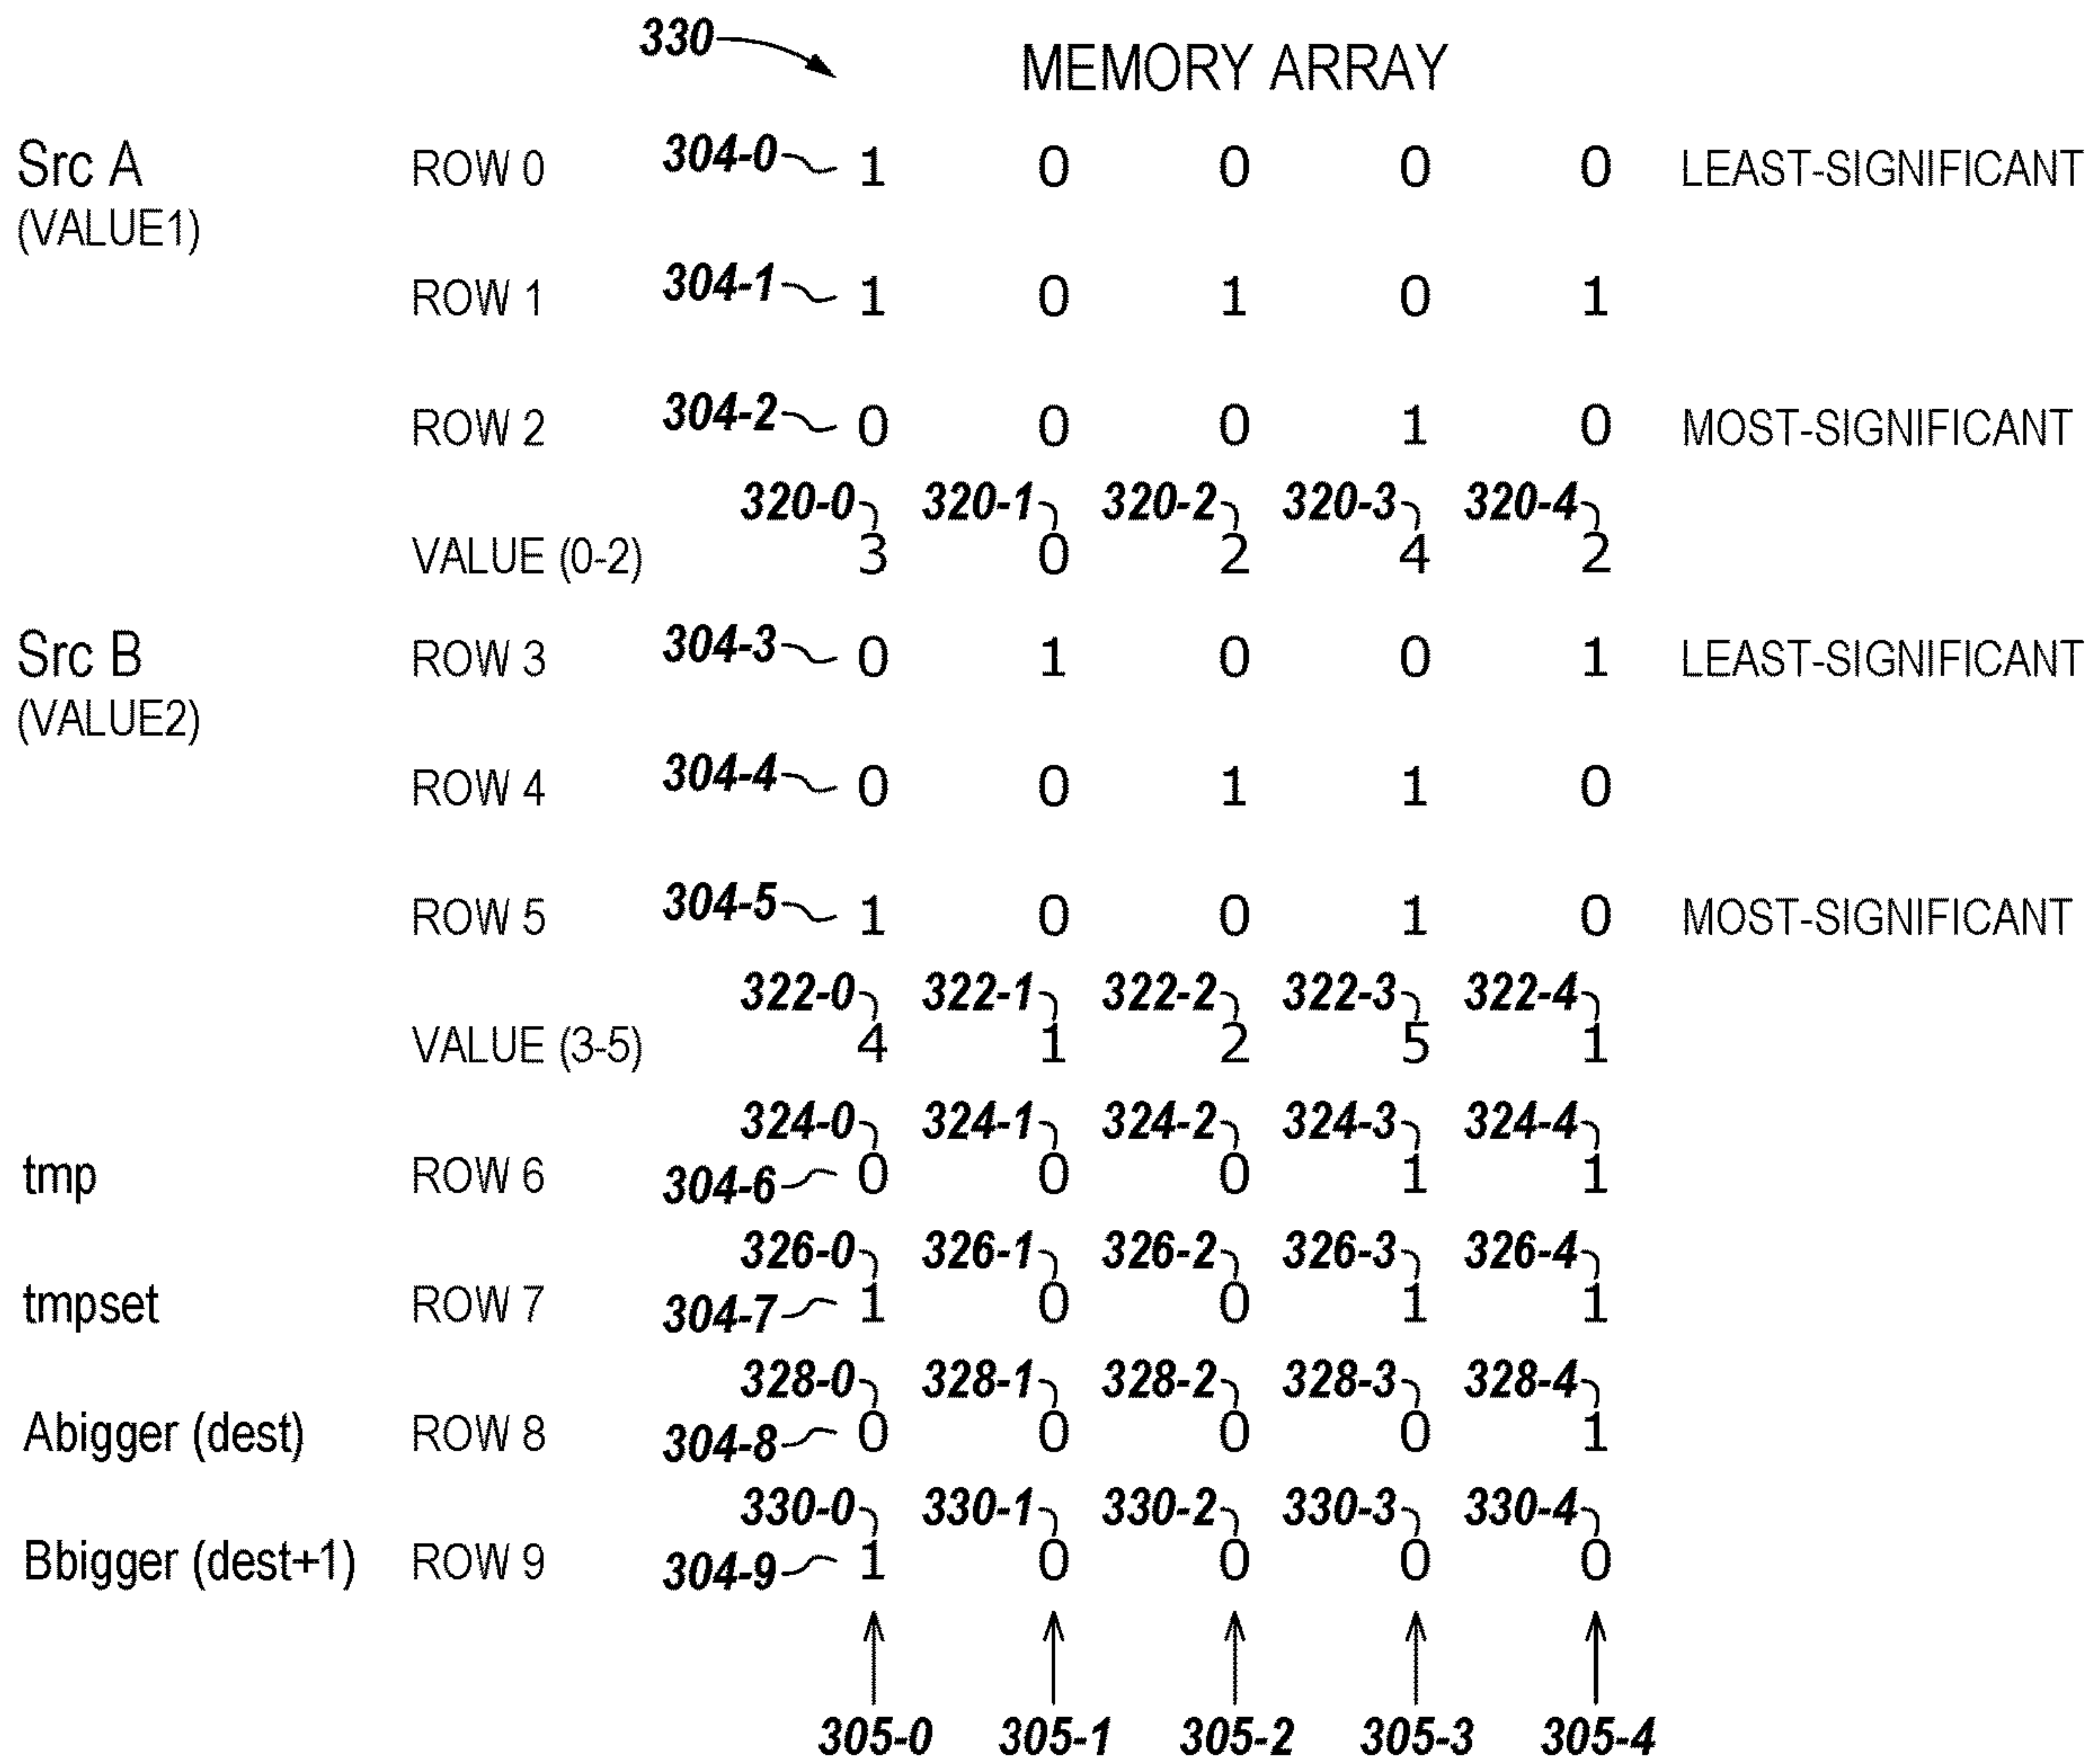 330 MEMORY ARRAY
Src A ROW 0 304-0 1 0 0 0 0 LEAST-SIGNIFICANT
(VALUE1)
ROW 1 304-1 1 0 1 0 1
ROW 2 304-2 0 0 0 1 0 MOST-SIGNIFICANT
320-0 320-1 320-2 320-3 320-4
VALUE (0-2) 3 0 2 4 2
Src B ROW 3 304-3 0 1 0 0 1 LEAST-SIGNIFICANT
(VALUE2)
ROW 4 304-4 0 0 1 1 0
ROW 5 304-5 1 0 0 1 0 MOST-SIGNIFICANT
322-0 322-1 322-2 322-3 322-4
VALUE (3-5) 4 1 2 5 1
324-0 324-1 324-2 324-3 324-4
tmp ROW 6 304-6 0 0 0 1 1
326-0 326-1 326-2 326-3 326-4
tmpset ROW 7 304-7 1 0 0 1 1
328-0 328-1 328-2 328-3 328-4
Abigger (dest) ROW 8 304-8 0 0 0 0 1
330-0 330-1 330-2 330-3 330-4
Bbigger (dest+1) ROW 9 304-9 1 0 0 0 0
305-0 305-1 305-2 305-3 305-4